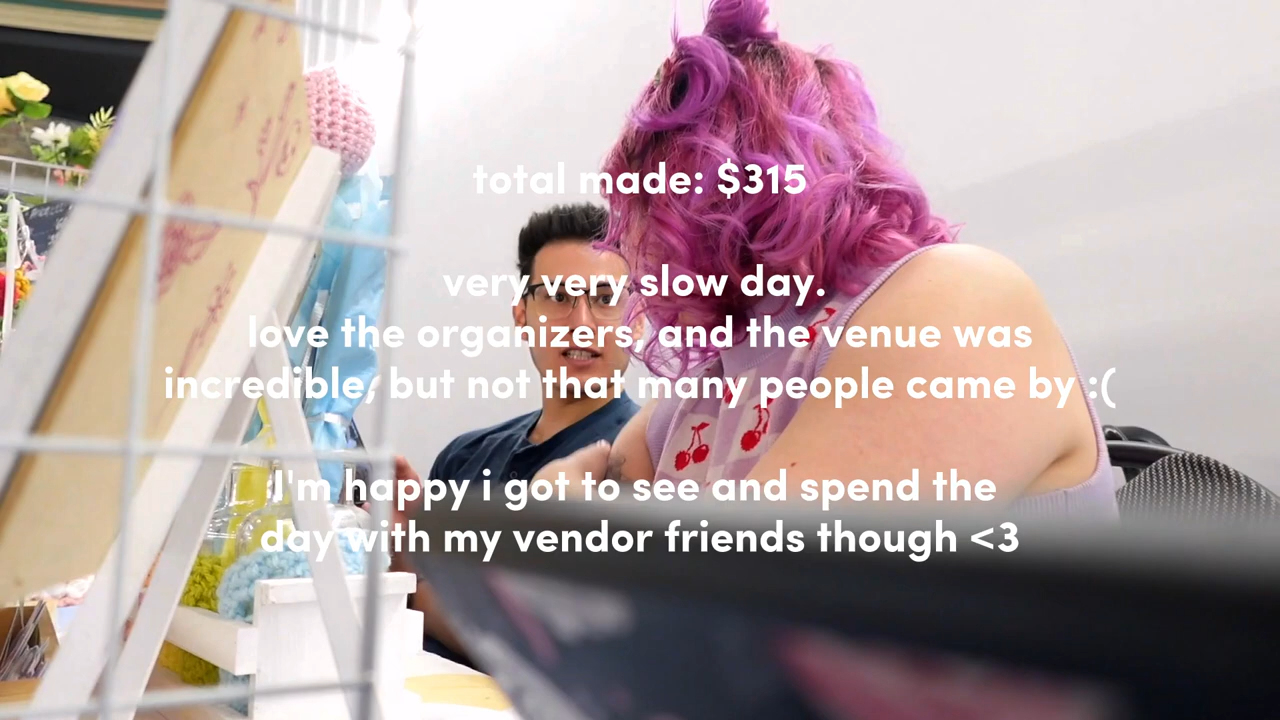 total made: $315
very very slow day.
love the organizers, and the venue was
incredible, but not that many people came by :(
I'm happy i got to see and spend the
day with my vendor friends though <3